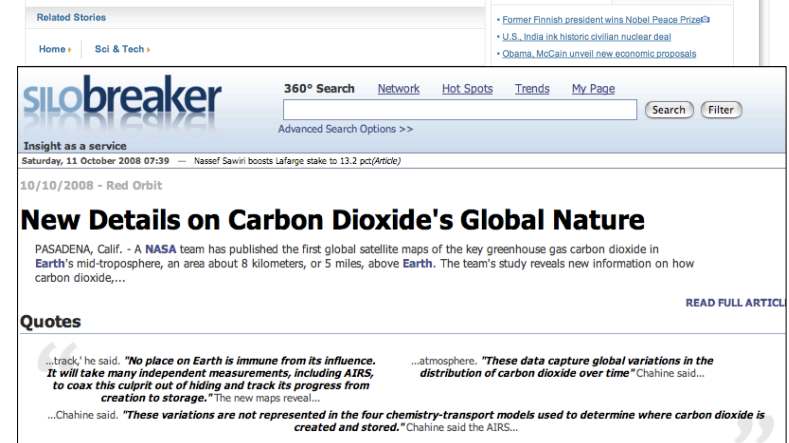 Related Stories
Home
Sci & Tech
• Former Finnish president wins Nobel Peace Prize
• U.S., India ink historic civilian nuclear deal
• Obama, McCain unveil new economic proposals
SILObreaker
Insight as a service
360° Search Network Hot Spots Trends My Page
Search Filter
Advanced Search Options >>
Saturday, 11 October 2008 07:39 — Nassef Sawiri boosts Lafarge stake to 13.2 pct(Article)
10/10/2008 - Red Orbit
New Details on Carbon Dioxide's Global Nature
PASADENA, Calif. - A NASA team has published the first global satellite maps of the key greenhouse gas carbon dioxide in
Earth's mid-troposphere, an area about 8 kilometers, or 5 miles, above Earth. The team's study reveals new information on how
carbon dioxide,...
READ FULL ARTICL
Quotes
...track,' he said. "No place on Earth is immune from its influence.
It will take many independent measurements, including AIRS,
to coax this culprit out of hiding and track its progress from
creation to storage." The new maps reveal...
...atmosphere. "These data capture global variations in the
distribution of carbon dioxide over time" Chahine said...
...Chahine said. "These variations are not represented in the four chemistry-transport models used to determine where carbon dioxide is
created and stored." Chahine said the AIRS...